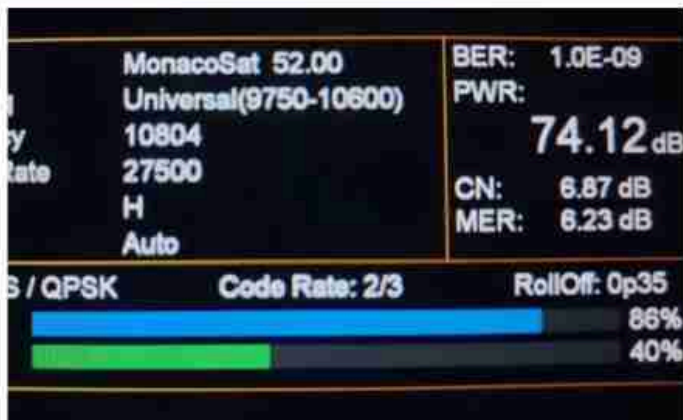 MonacoSat 52.00
Universal(9750-10600)
10804
27500
H
Auto
BER: 1.0E-09
PWR:
74.12 dB
CN: 6.87 dB
MER: 6.23 dB
S / QPSK Code Rate: 2/3 RollOff: 0p35
86%
40%